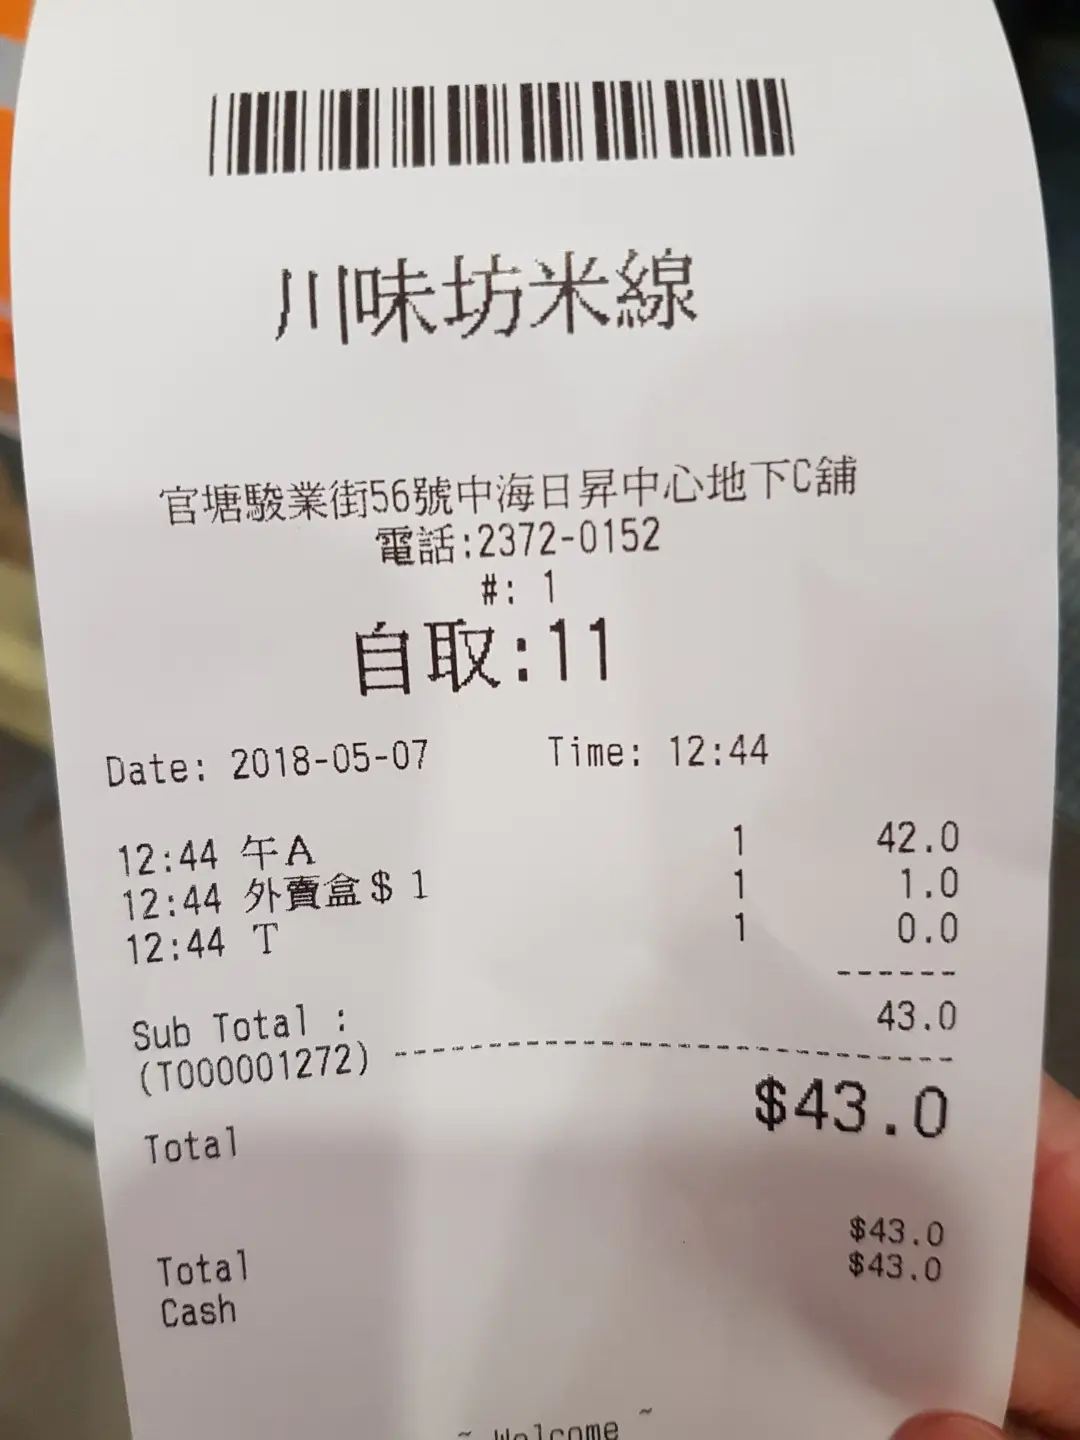 川味坊米線
官塘駿業街56號中海日昇中心地下C舖
電話:2372-0152
#: 1
自取:11
Date: 2018-05-07 Time: 12:44
12:44 午A 1 42.0
12:44 外賣盒$ 1 1 1.0
12:44 T 1 0.0
------
Sub Total : 43.0
(T000001272) ----------------------------
Total $43.0
Total $43.0
Cash $43.0
~ Welcome ~